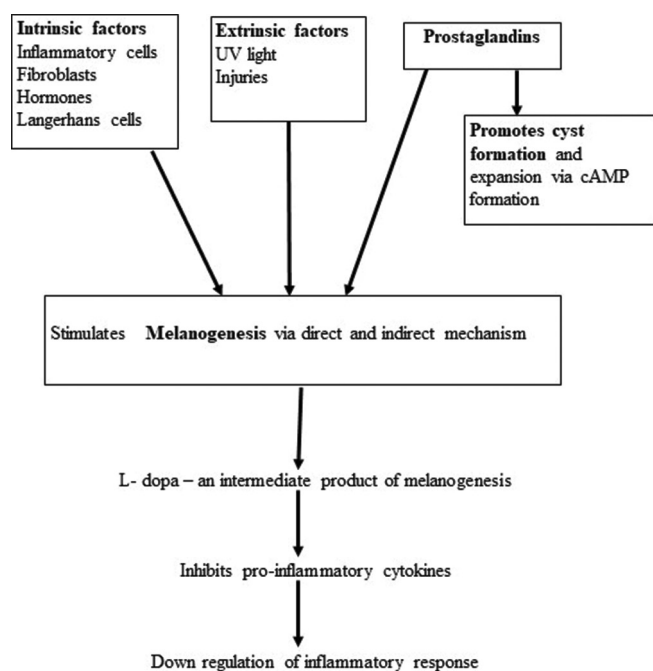 Intrinsic factors
Inflammatory cells
Fibroblasts
Hormones
Langerhans cells
Extrinsic factors
UV light
Injuries
Prostaglandins
Promotes cyst
formation and
expansion via cAMP
formation
Stimulates Melanogenesis via direct and indirect mechanism
L- dopa – an intermediate product of melanogenesis
Inhibits pro-inflammatory cytokines
Down regulation of inflammatory response